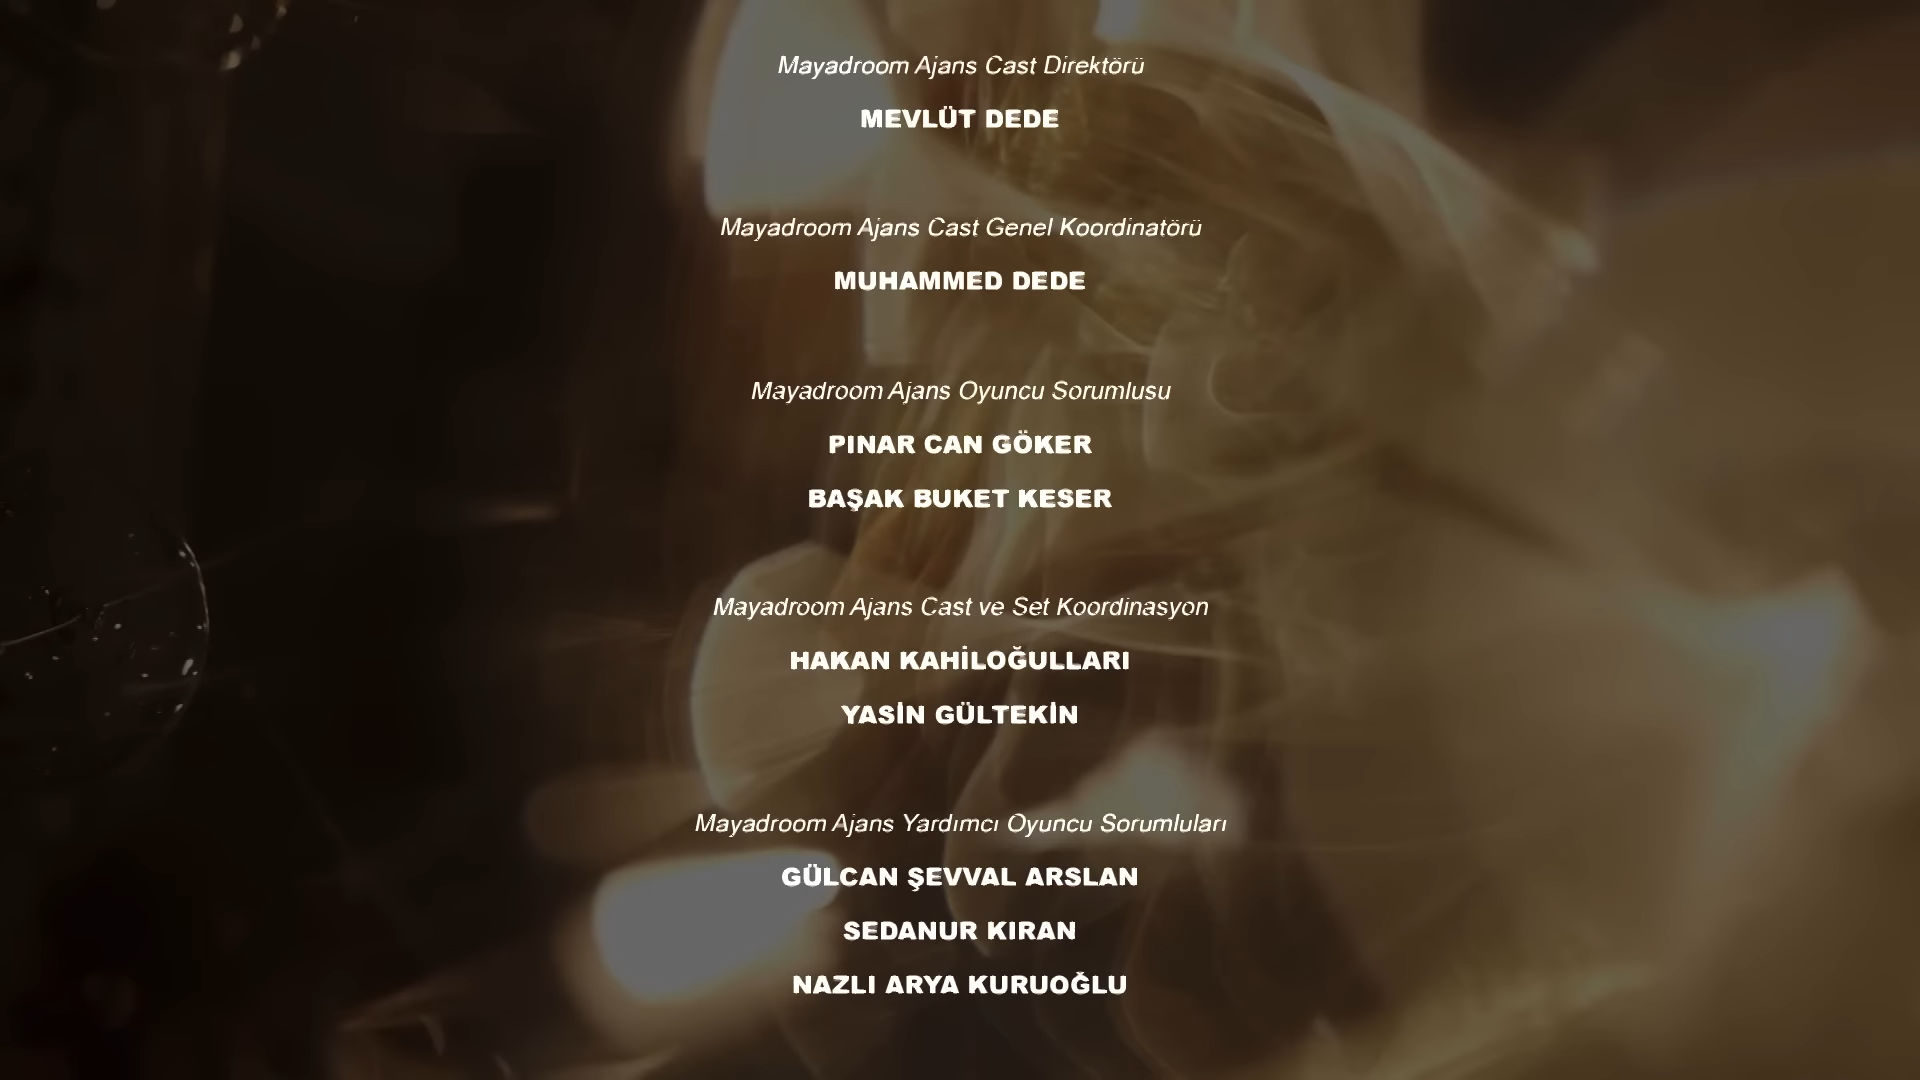 Mayadroom Ajans Cast Direktörü
MEVLÜT DEDE
Mayadroom Ajans Cast Genel Koordinatörü
MUHAMMED DEDE
Mayadroom Ajans Oyuncu Sorumlusu
PINAR CAN GÖKER
BAŞAK BUKET KESER
Mayadroom Ajans Cast ve Set Koordinasyon
HAKAN KAHİLOĞULLARI
YASİN GÜLTEKİN
Mayadroom Ajans Yardımcı Oyuncu Sorumluları
GÜLCAN ŞEVVAL ARSLAN
SEDANUR KIRAN
NAZLI ARYA KURUOĞLU